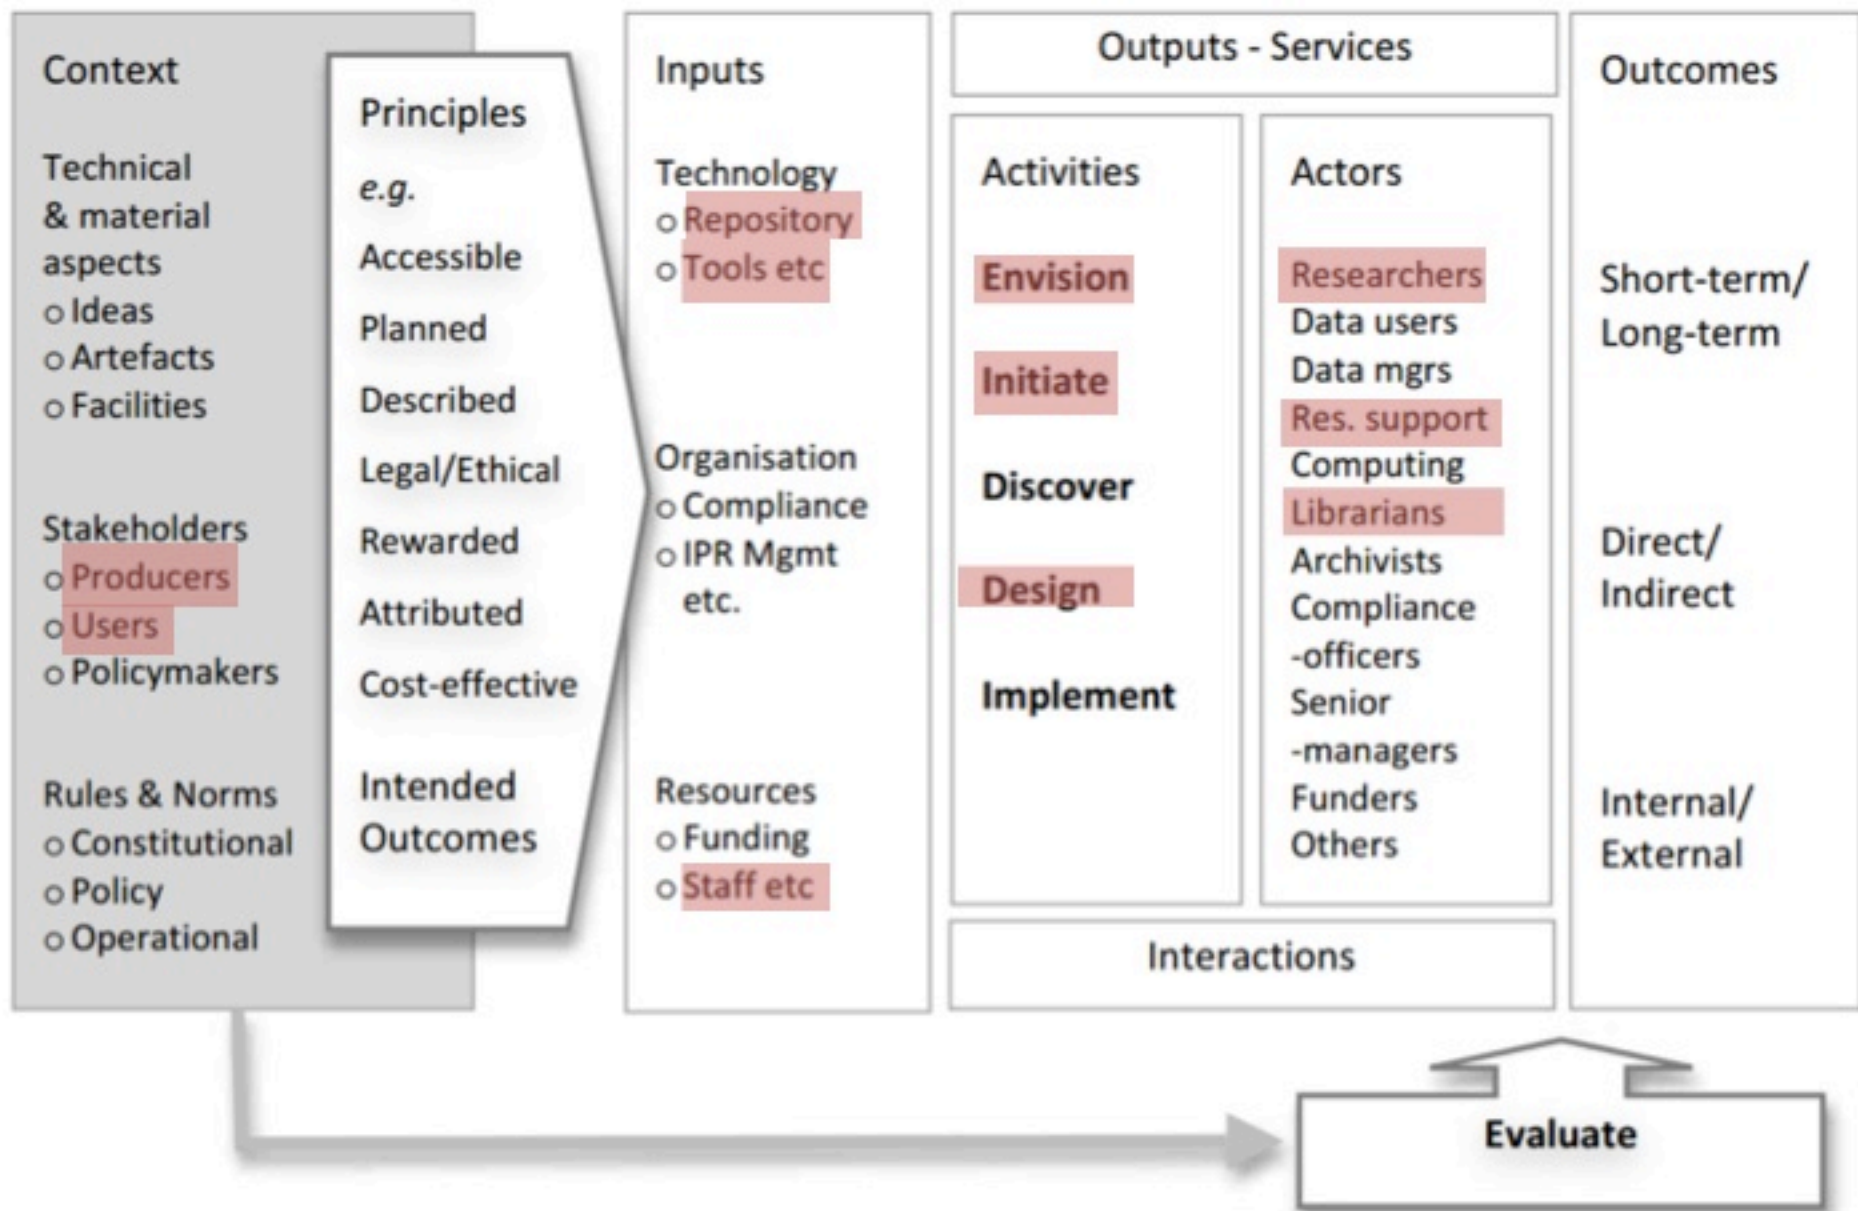 Context
Technical
& material
aspects
o Ideas
o Artefacts
o Facilities
Stakeholders
o Producers
o Users
o Policymakers
Rules & Norms
o Constitutional
o Policy
o Operational
Principles
e.g.
Accessible
Planned
Described
Legal/Ethical
Rewarded
Attributed
Cost-effective
Intended
Outcomes
Inputs
Technology
o Repository
o Tools etc
Organisation
o Compliance
o IPR Mgmt
etc.
Resources
o Funding
o Staff etc
Outputs - Services
Activities
Envision
Initiate
Discover
Design
Implement
Actors
Researchers
Data users
Data mgrs
Res. support
Computing
Librarians
Archivists
Compliance
-officers
Senior
-managers
Funders
Others
Interactions
Outcomes
Short-term/
Long-term
Direct/
Indirect
Internal/
External
Evaluate